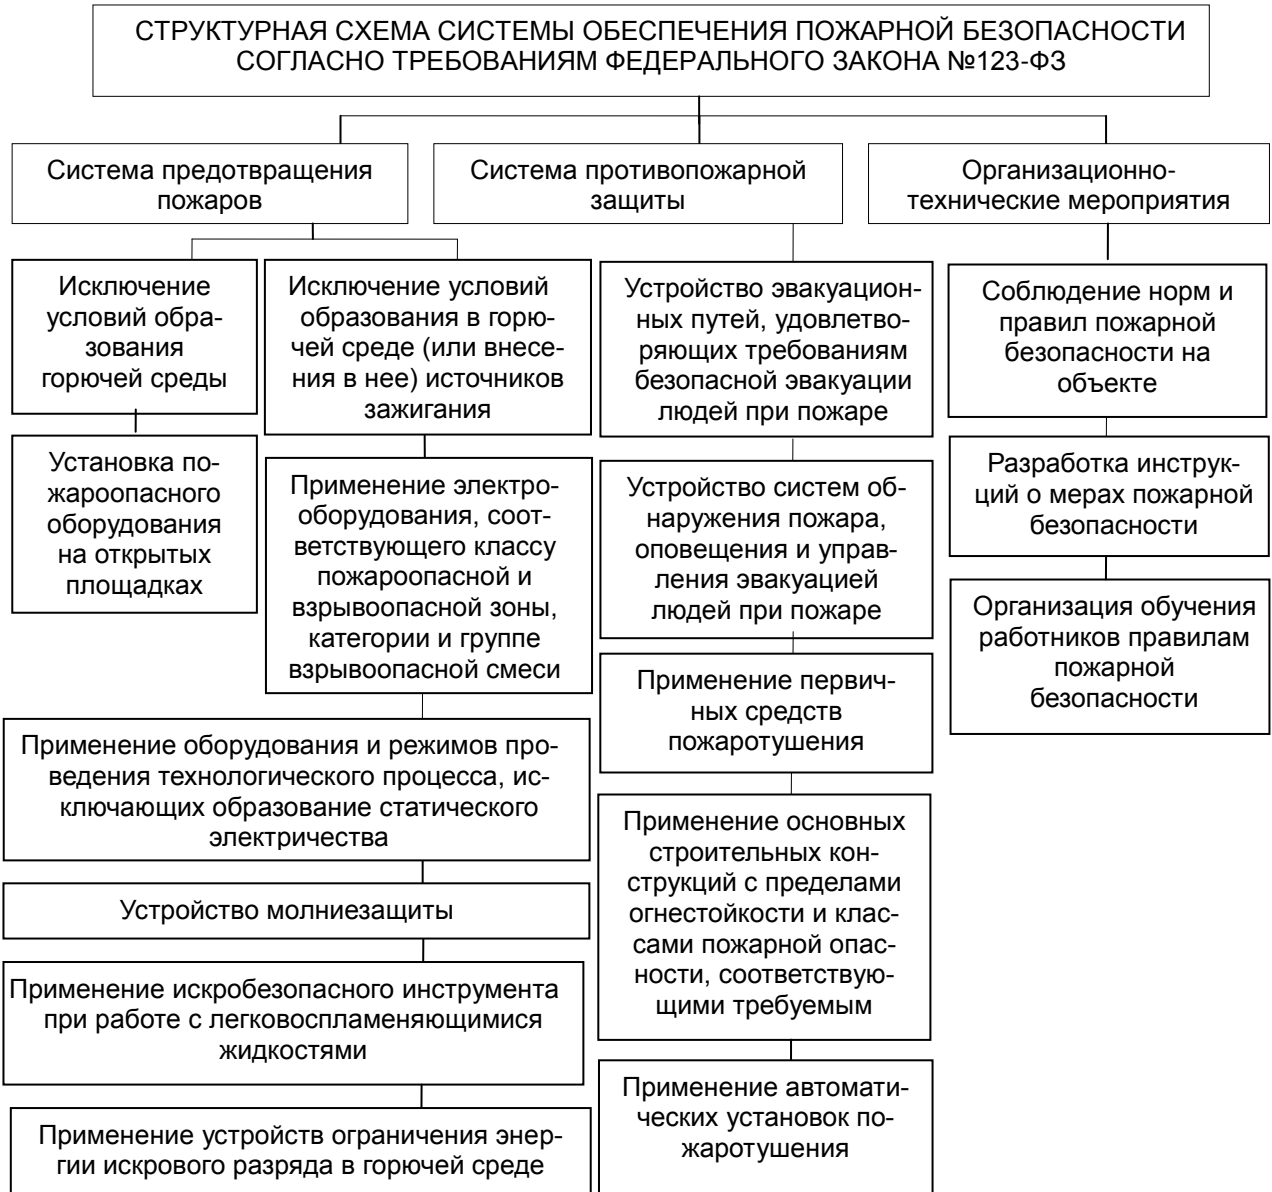 СТРУКТУРНАЯ СХЕМА СИСТЕМЫ ОБЕСПЕЧЕНИЯ ПОЖАРНОЙ БЕЗОПАСНОСТИ
СОГЛАСНО ТРЕБОВАНИЯМ ФЕДЕРАЛЬНОГО ЗАКОНА №123-ФЗ
Система предотвращения
пожаров
Система противопожарной
защиты
Организационно-
технические мероприятия
Исключение
условий обра-
зования
горючей среды
Установка по-
жароопасного
оборудования
на открытых
площадках
Исключение условий
образования в горю-
чей среде (или внесе-
ния в нее) источников
зажигания
Применение электро-
оборудования, соот-
ветствующего классу
пожароопасной и
взрывоопасной зоны,
категории и группе
взрывоопасной смеси
Применение оборудования и режимов про-
ведения технологического процесса, ис-
ключающих образование статического
электричества
Устройство молниезащиты
Применение искробезопасного инструмента
при работе с легковоспламеняющимися
жидкостями
Применение устройств ограничения энер-
гии искрового разряда в горючей среде
Устройство эвакуацион-
ных путей, удовлетво-
ряющих требованиям
безопасной эвакуации
людей при пожаре
Устройство систем об-
наружения пожара,
оповещения и управ-
ления эвакуацией
людей при пожаре
Применение первич-
ных средств
пожаротушения
Применение основных
строительных кон-
струкций с пределами
огнестойкости и клас-
сами пожарной опас-
ности, соответствую-
щими требуемым
Применение автомати-
ческих установок по-
жаротушения
Соблюдение норм и
правил пожарной
безопасности на
объекте
Разработка инструк-
ций о мерах пожарной
безопасности
Организация обучения
работников правилам
пожарной
безопасности